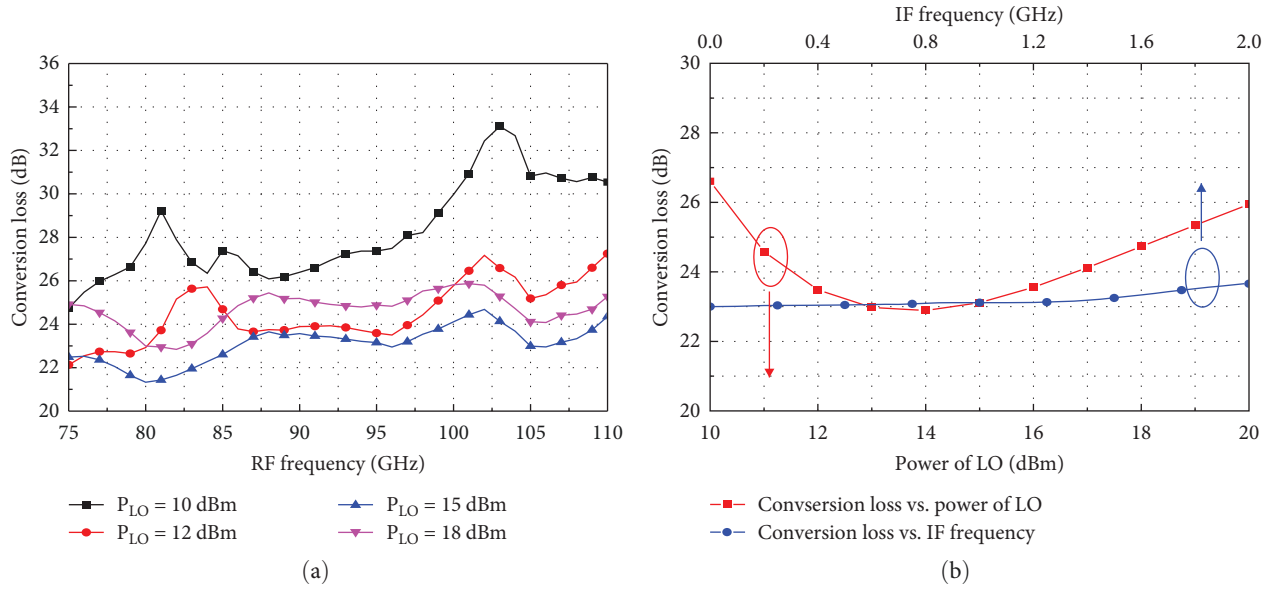 36
34
32
30
28
26
24
22
20
Conversion loss (dB)
75 80 85 90 95 100 105 110
RF frequency (GHz)
P_LO = 10 dBm
P_LO = 12 dBm
P_LO = 15 dBm
P_LO = 18 dBm
(a)
IF frequency (GHz)
0.0 0.4 0.8 1.2 1.6 2.0
30
28
26
24
22
20
Conversion loss (dB)
10 12 14 16 18 20
Power of LO (dBm)
Convsersion loss vs. power of LO
Conversion loss vs. IF frequency
(b)